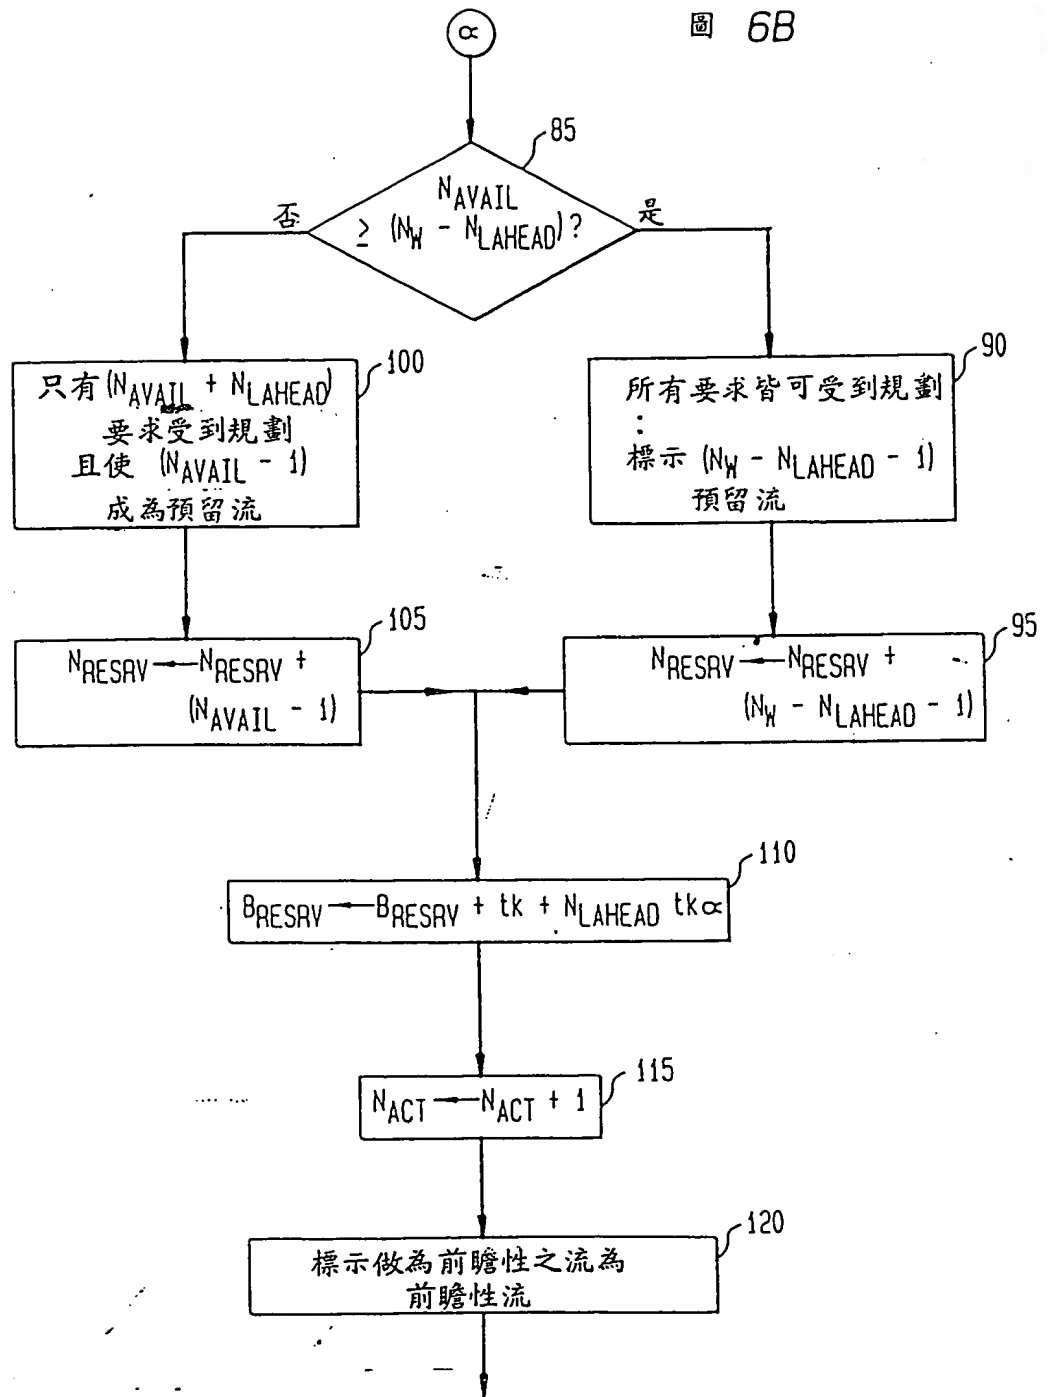 圖 6B
∝
85
N_AVAIL
≥ (N_W - N_LAHEAD)?
否
是
100
只有(N_AVAIL + N_LAHEAD)
要求受到規劃
且使 (N_AVAIL - 1)
成為預留流
90
所有要求皆可受到規劃
:
標示 (N_W - N_LAHEAD - 1)
預留流
105
N_RESRV ← N_RESRV +
(N_AVAIL - 1)
95
N_RESRV ← N_RESRV +
(N_W - N_LAHEAD - 1)
110
B_RESRV ← B_RESRV + tk + N_LAHEAD tk∝
115
N_ACT ← N_ACT + 1
120
標示做為前瞻性之流為
前瞻性流